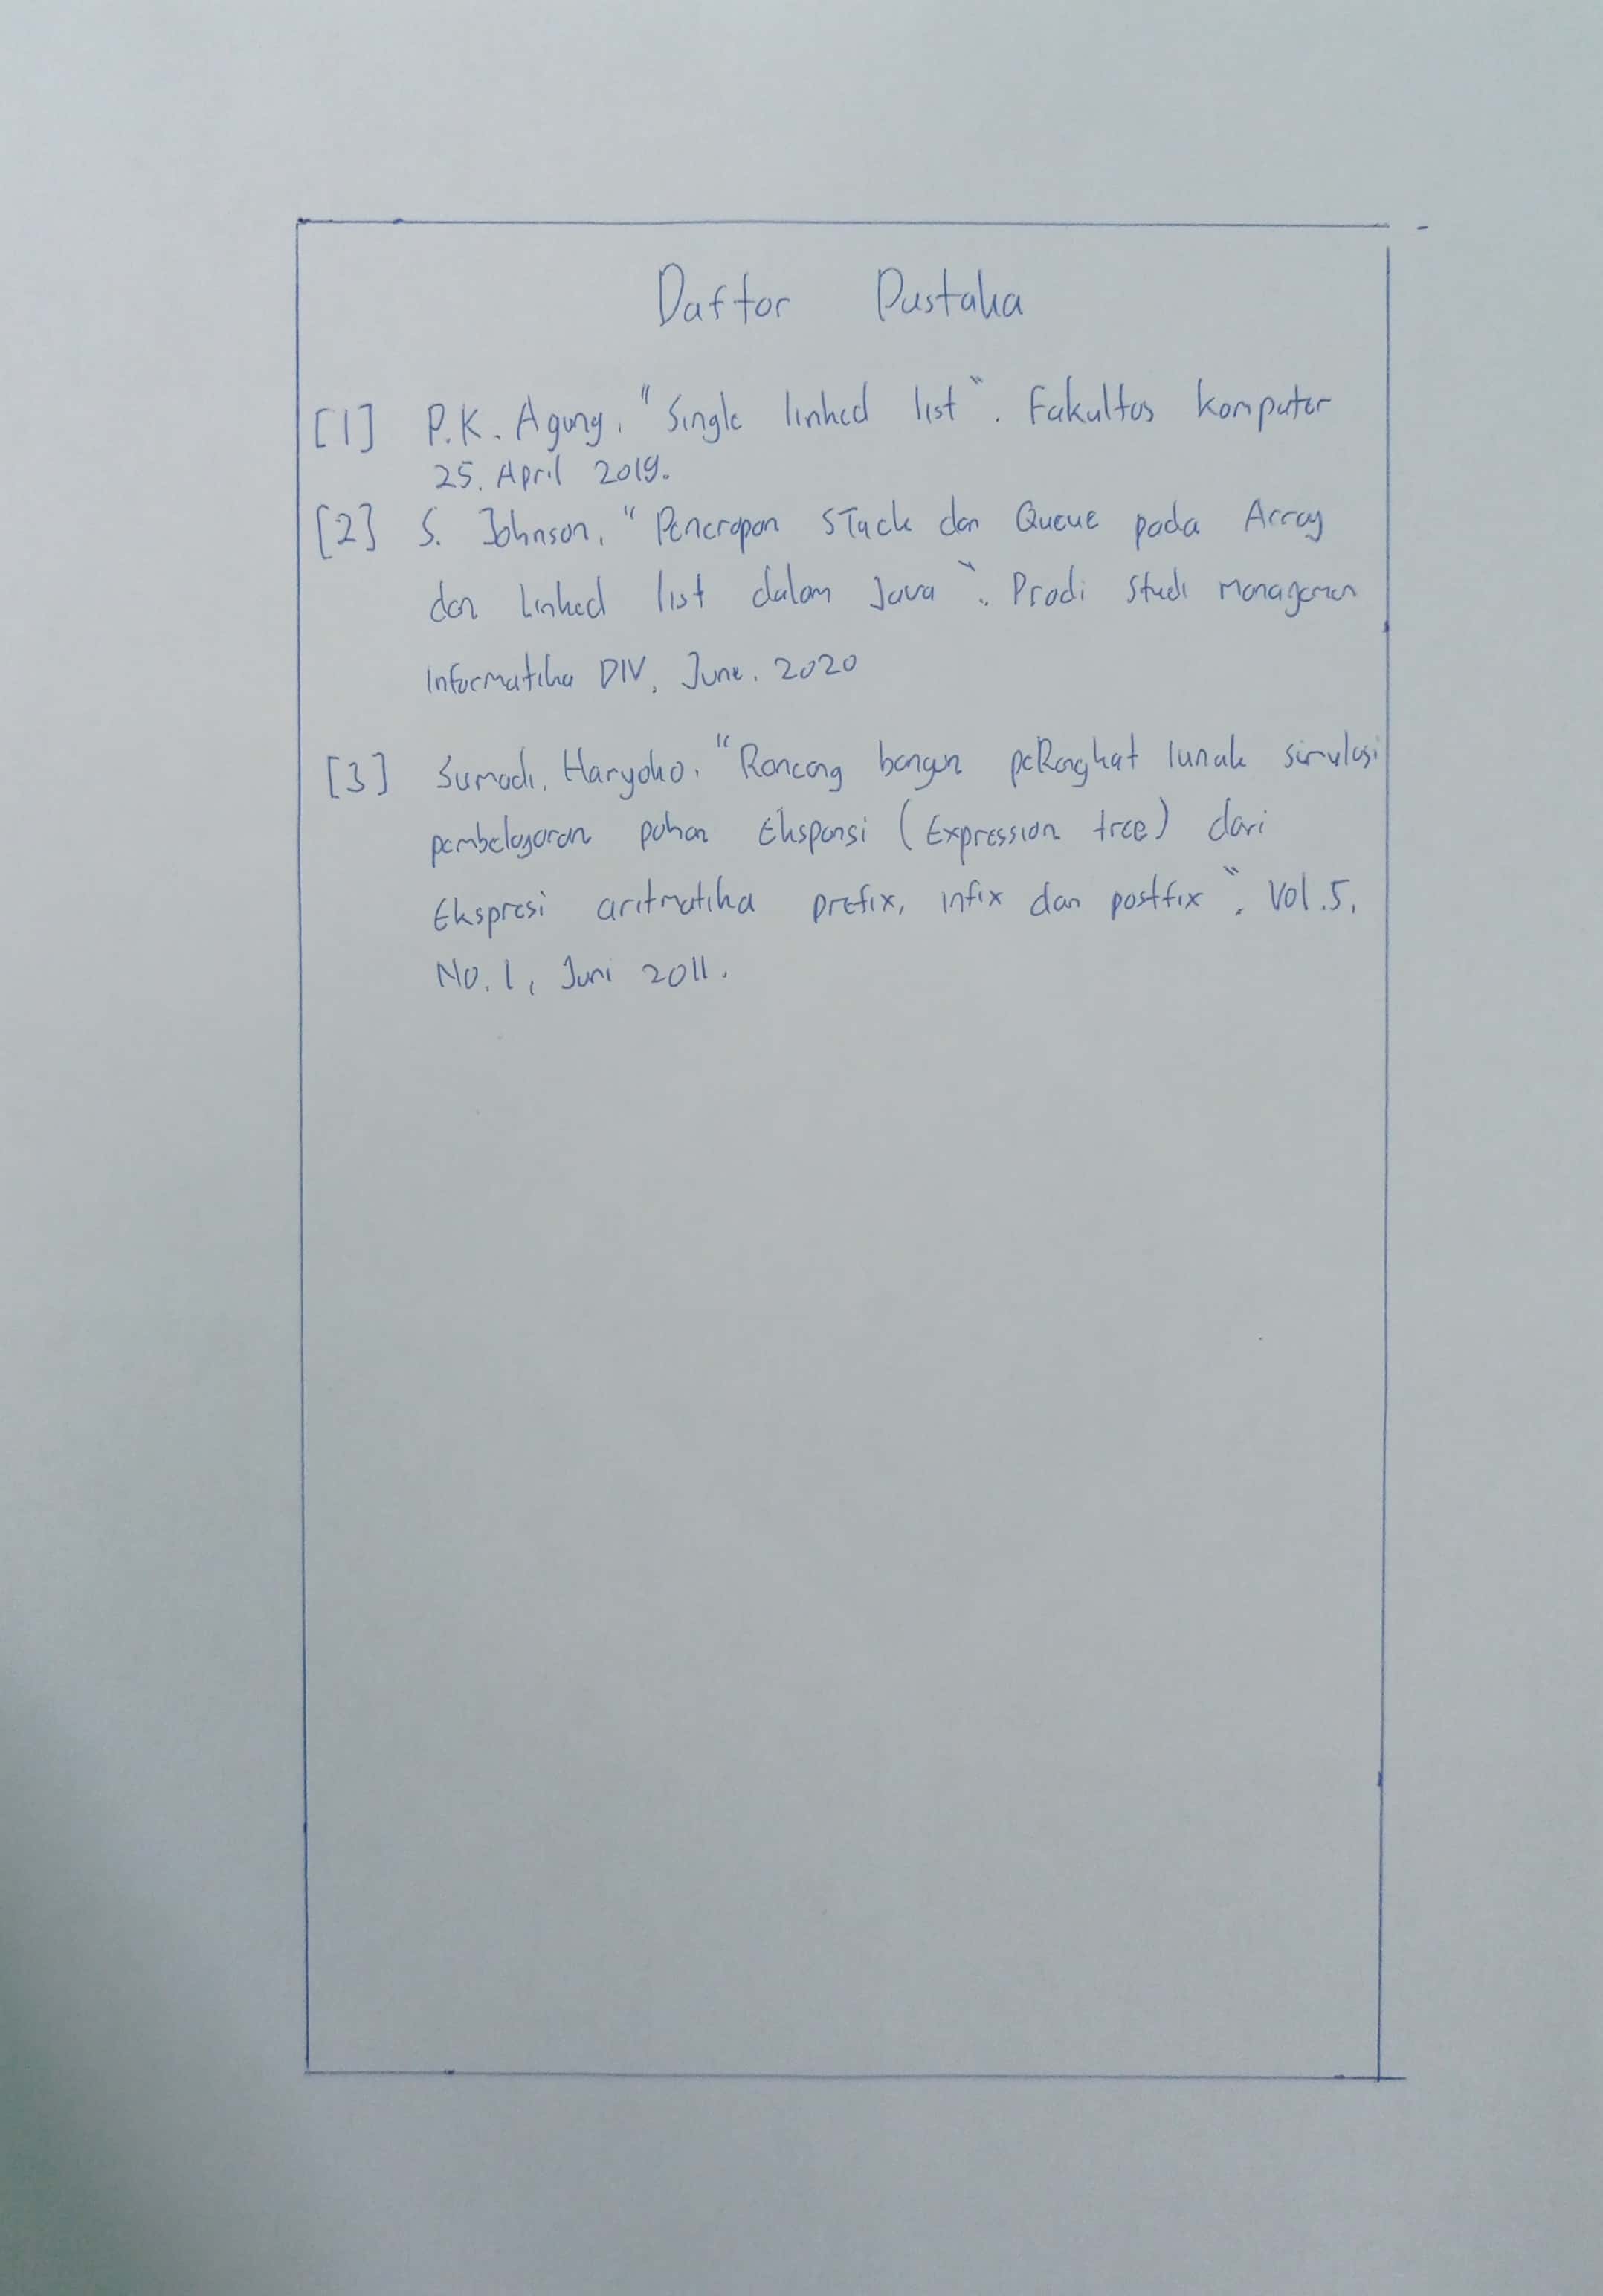 Daftar Pustaka
[1] P.K. Agung, "Single linked list". Fakultas komputer
25, April 2019.
[2] S. Johnson, "Penerapan STack dan Queue pada Array
dan Linked list dalam Java". Prodi Studi Managemen
Informatika DIV, June, 2020
[3] Sumadi, Haryoko, "Rancang bangun peRangkat lunak simulasi
pembelajaran pohon Ekspansi (Expression tree) dari
Ekspresi aritmatika prefix, infix dan postfix". Vol.5,
No. 1, Juni 2011.